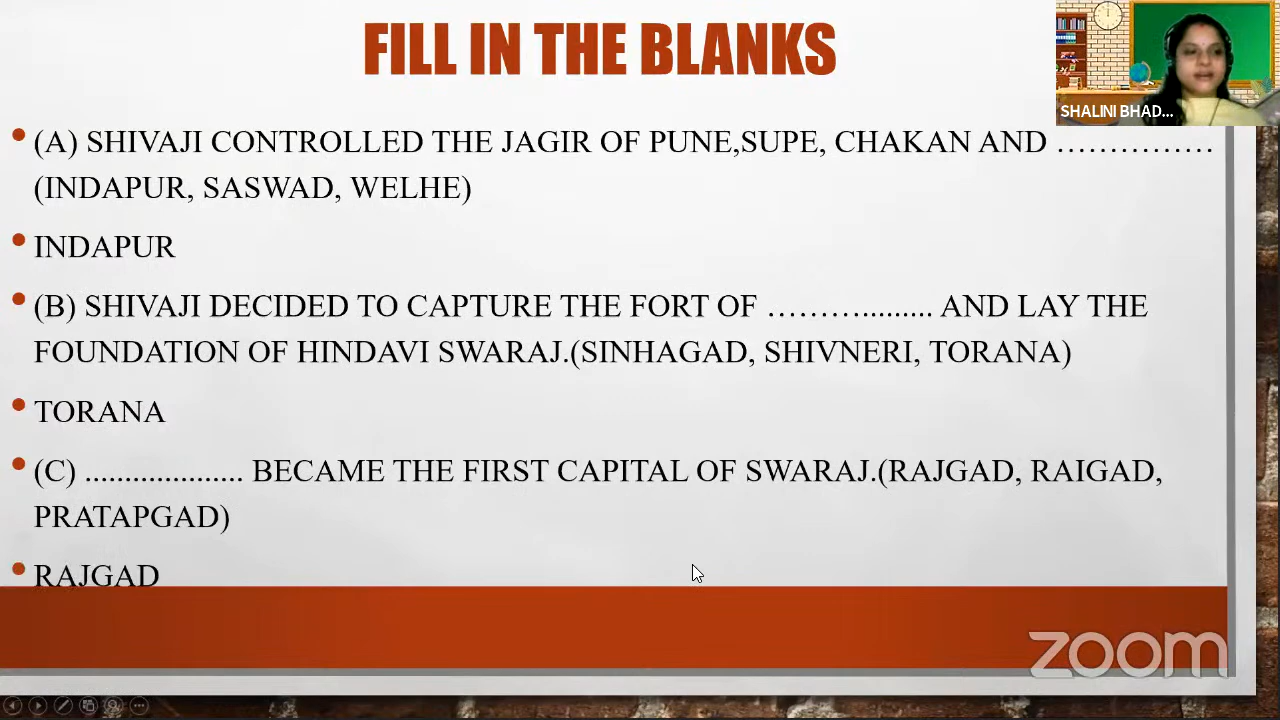 FILL IN THE BLANKS
SHALINI BHAD...
(A) SHIVAJI CONTROLLED THE JAGIR OF PUNE,SUPE, CHAKAN AND ……………
(INDAPUR, SASWAD, WELHE)
INDAPUR
(B) SHIVAJI DECIDED TO CAPTURE THE FORT OF ………......... AND LAY THE
FOUNDATION OF HINDAVI SWARAJ.(SINHAGAD, SHIVNERI, TORANA)
TORANA
(C) .................... BECAME THE FIRST CAPITAL OF SWARAJ.(RAJGAD, RAIGAD,
PRATAPGAD)
RAJGAD
zoom